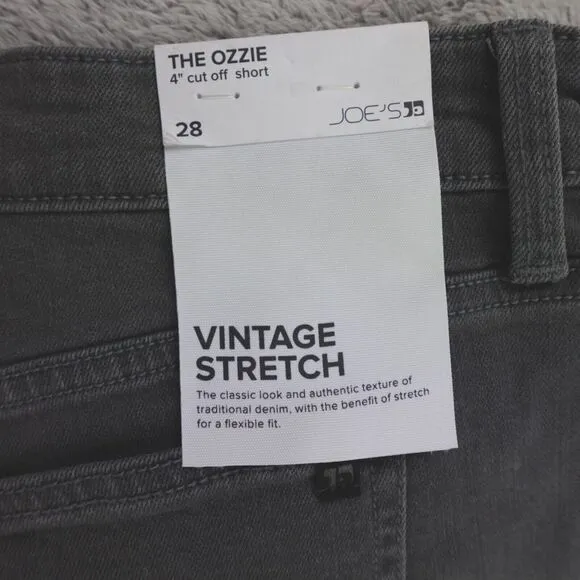 THE OZZIE
4" cut off short
28
JOE'S
VINTAGE
STRETCH
The classic look and authentic texture of
traditional denim, with the benefit of stretch
for a flexible fit.